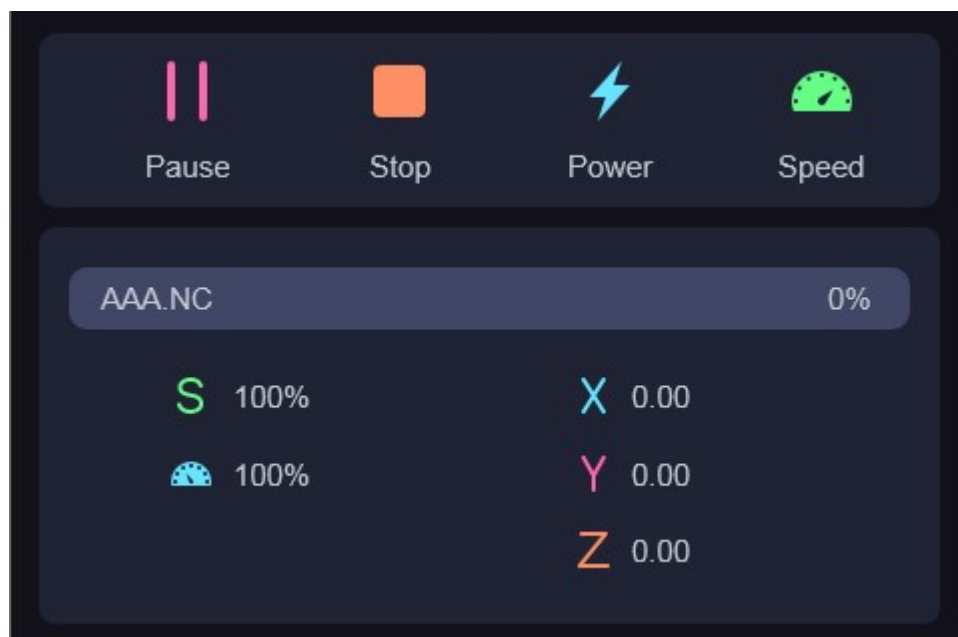 Pause Stop Power Speed
AAA.NC 0%
S 100% X 0.00
100% Y 0.00
Z 0.00